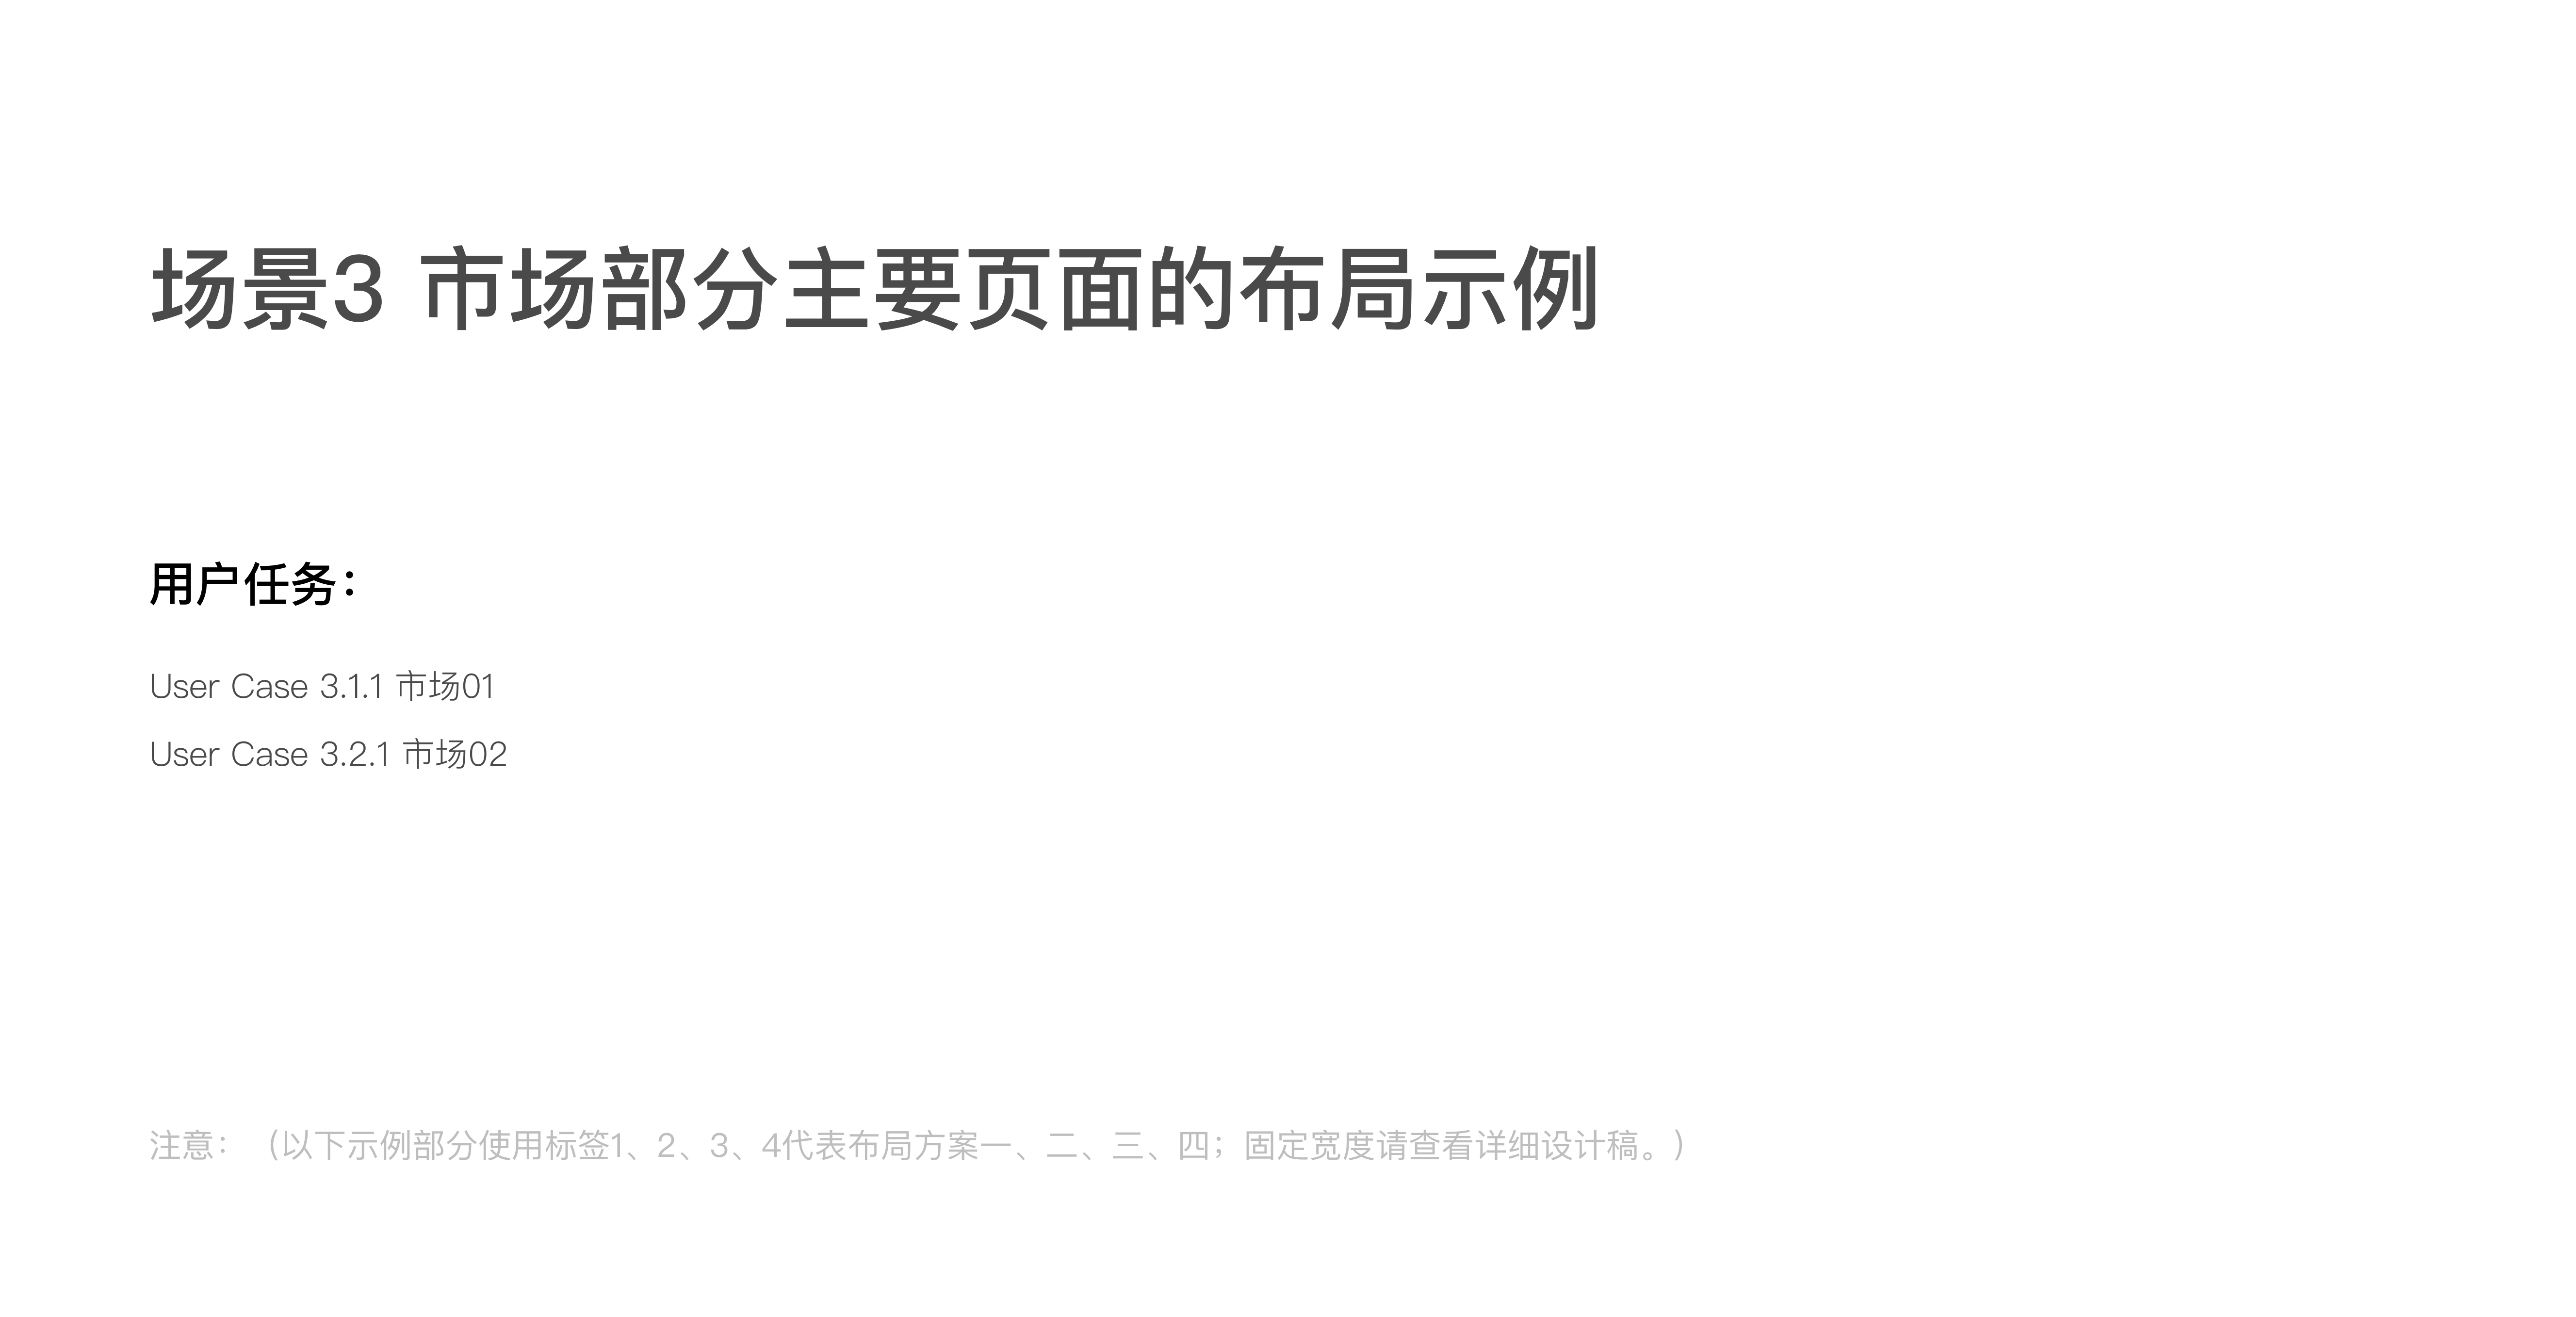 场景3 市场部分主要页面的布局示例
用户任务：
User Case 3.1.1 市场01
User Case 3.2.1 市场02
注意：（以下示例部分使用标签1、2、3、4代表布局方案一、二、三、四；固定宽度请查看详细设计稿。）